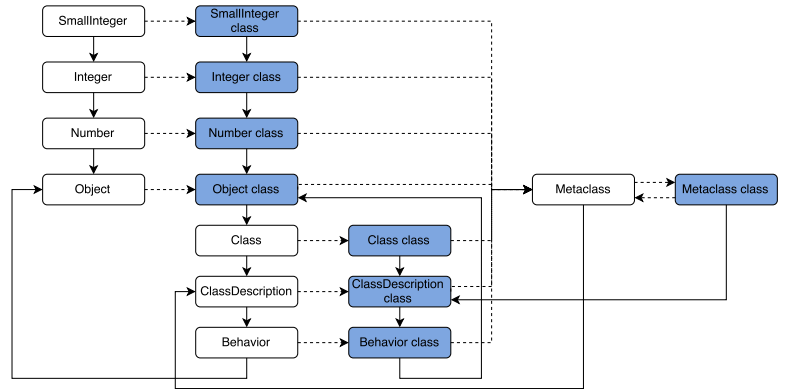 SmallInteger
SmallInteger
class
Integer
Integer class
Number
Number class
Object
Object class
Metaclass
Metaclass class
Class
Class class
ClassDescription
ClassDescription
class
Behavior
Behavior class